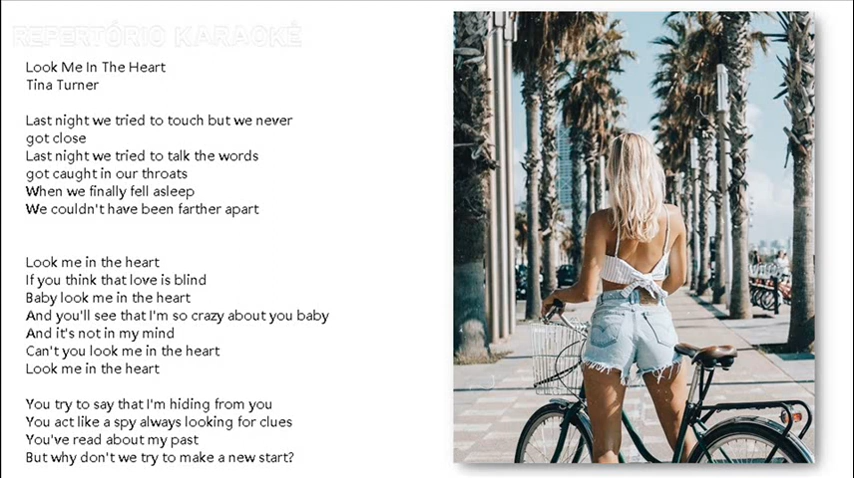 REPERTÓRIO KARAOKÊ
Look Me In The Heart
Tina Turner
Last night we tried to touch but we never
got close
Last night we tried to talk the words
got caught in our throats
When we finally fell asleep
We couldn't have been farther apart
Look me in the heart
If you think that love is blind
Baby look me in the heart
And you'll see that I'm so crazy about you baby
And it's not in my mind
Can't you look me in the heart
Look me in the heart
You try to say that I'm hiding from you
You act like a spy always looking for clues
You've read about my past
But why don't we try to make a new start?